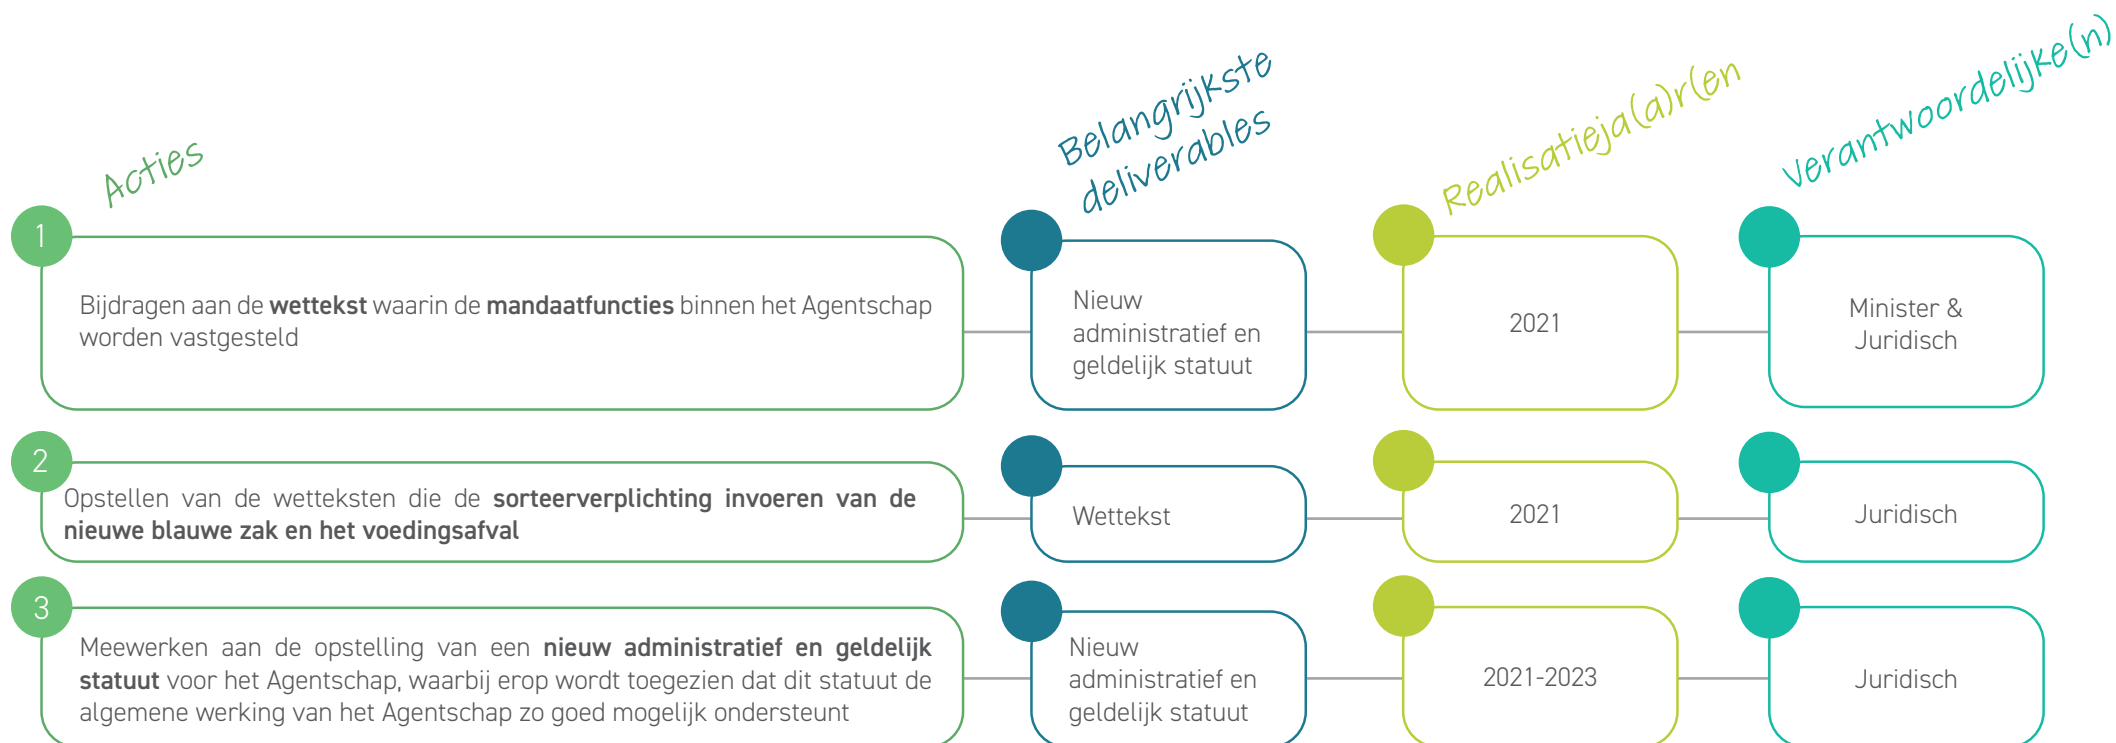 Acties
Belangrijkste
deliverables
Realisatieja(a)r(en
Verantwoordelijke(n)
1
Bijdragen aan de wettekst waarin de mandaatfuncties binnen het Agentschap
worden vastgesteld
Nieuw
administratief en
geldelijk statuut
2021
Minister &
Juridisch
2
Opstellen van de wetteksten die de sorteerverplichting invoeren van de
nieuwe blauwe zak en het voedingsafval
Wettekst
2021
Juridisch
3
Meewerken aan de opstelling van een nieuw administratief en geldelijk
statuut voor het Agentschap, waarbij erop wordt toegezien dat dit statuut de
algemene werking van het Agentschap zo goed mogelijk ondersteunt
Nieuw
administratief en
geldelijk statuut
2021-2023
Juridisch